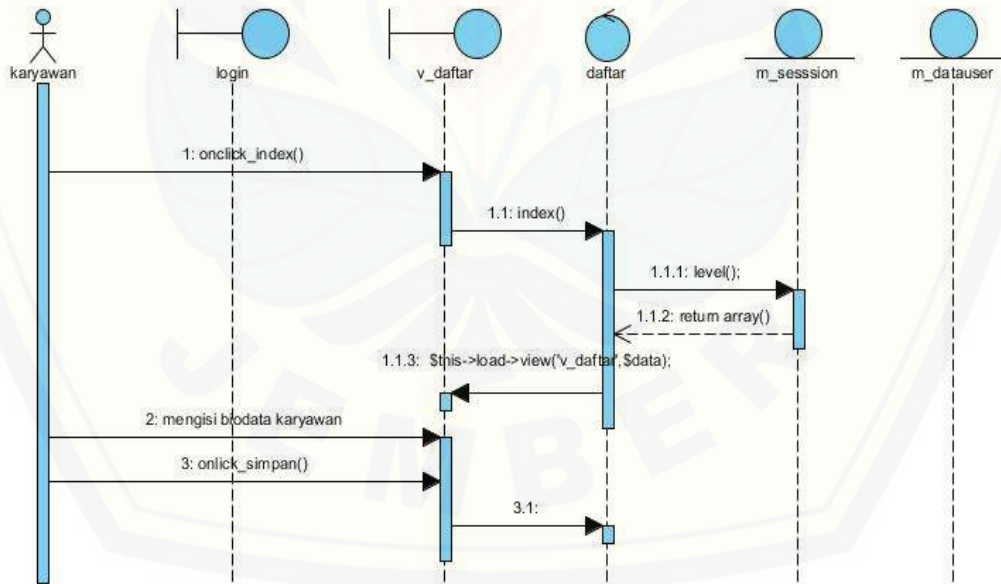 karyawan
login
v_daftar
daftar
m_sesssion
m_datauser
1: onclick_index()
1.1: index()
1.1.1: level();
1.1.2: return array()
1.1.3: $this->load->view('v_daftar',$data);
2: mengisi biodata karyawan
3: onlick_simpan()
3.1:
JEMBER